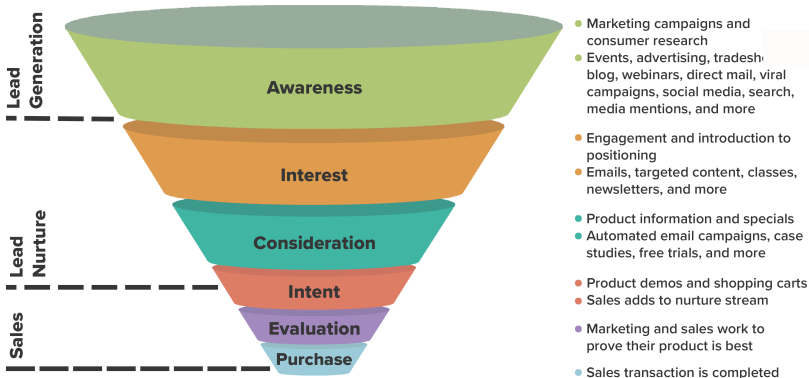 Lead
Generation
Awareness
Marketing campaigns and
consumer research
Events, advertising,
blog, webinars, direct mail, viral
campaigns, social media, search,
media mentions, and more
Interest
Engagement and introduction to
positioning
Emails, targeted content, classes,
newsletters, and more
Lead
Nurture
Consideration
Product information and specials
Automated email campaigns, case
studies, free trials, and more
Intent
Product demos and shopping carts
Sales adds to nurture stream
Sales
Evaluation
Marketing and sales work to
prove their product is best
Purchase
Sales transaction is completed